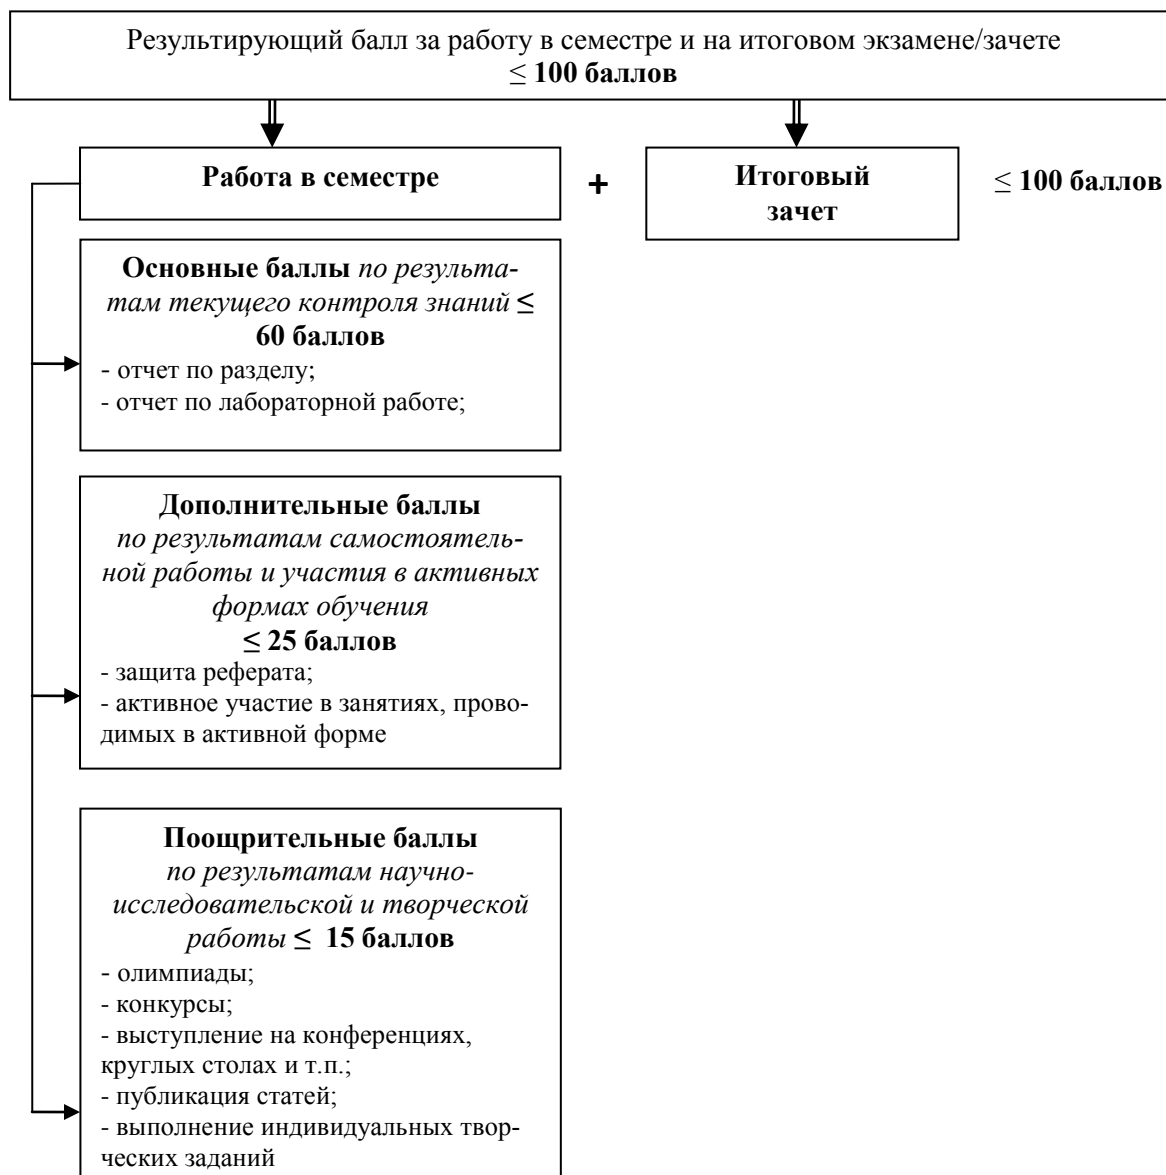 Результирующий балл за работу в семестре и на итоговом экзамене/зачете
≤ 100 баллов
Работа в семестре
+
Итоговый
зачет
≤ 100 баллов
Основные баллы по результа-
там текущего контроля знаний ≤
60 баллов
- отчет по разделу;
- отчет по лабораторной работе;
Дополнительные баллы
по результатам самостоятель-
ной работы и участия в активных
формах обучения
≤ 25 баллов
- защита реферата;
- активное участие в занятиях, прово-
димых в активной форме
Поощрительные баллы
по результатам научно-
исследовательской и творческой
работы ≤ 15 баллов
- олимпиады;
- конкурсы;
- выступление на конференциях,
круглых столах и т.п.;
- публикация статей;
- выполнение индивидуальных твор-
ческих заданий